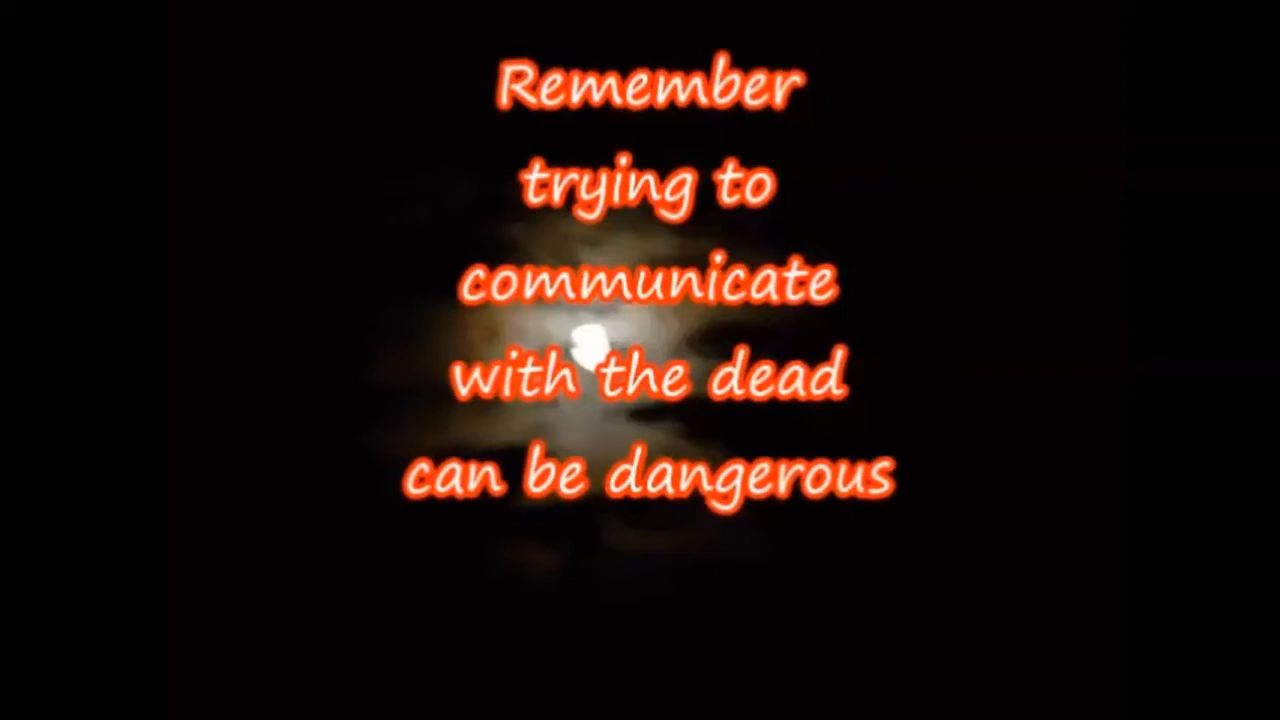 Remember
trying to
communicate
with the dead
can be dangerous